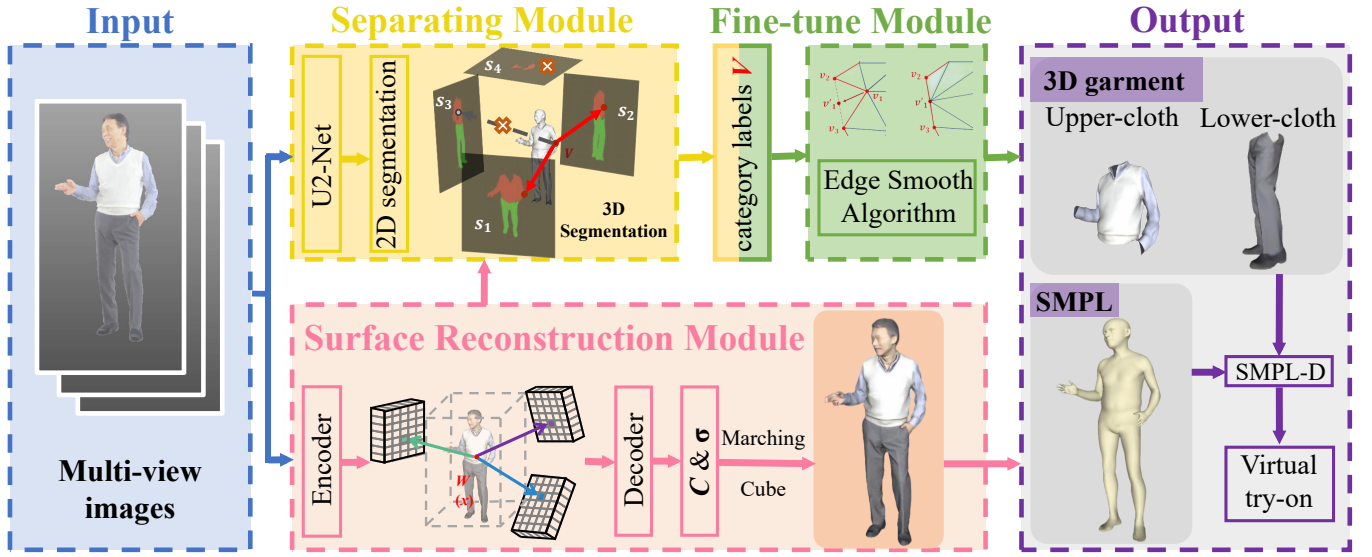 Input
Multi-view
images
Separating Module
U2-Net
2D segmentation
S4
S3
S2
V
S1
3D
Segmentation
category labels V
Fine-tune Module
v2
v1
v'1
v3
v2
v'1
v3
Edge Smooth
Algorithm
Surface Reconstruction Module
Encoder
W
(x)
Decoder
C & σ
Marching
Cube
Output
3D garment
Upper-cloth
Lower-cloth
SMPL
SMPL-D
Virtual
try-on